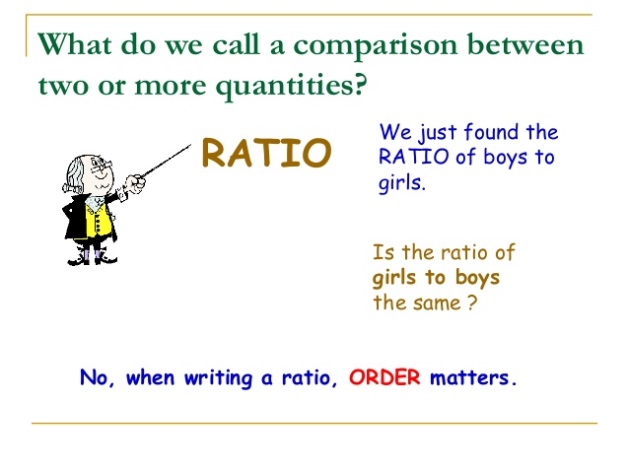 What do we call a comparison between
two or more quantities?
RATIO
We just found the
RATIO of boys to
girls.
Is the ratio of
girls to boys
the same ?
No, when writing a ratio, ORDER matters.